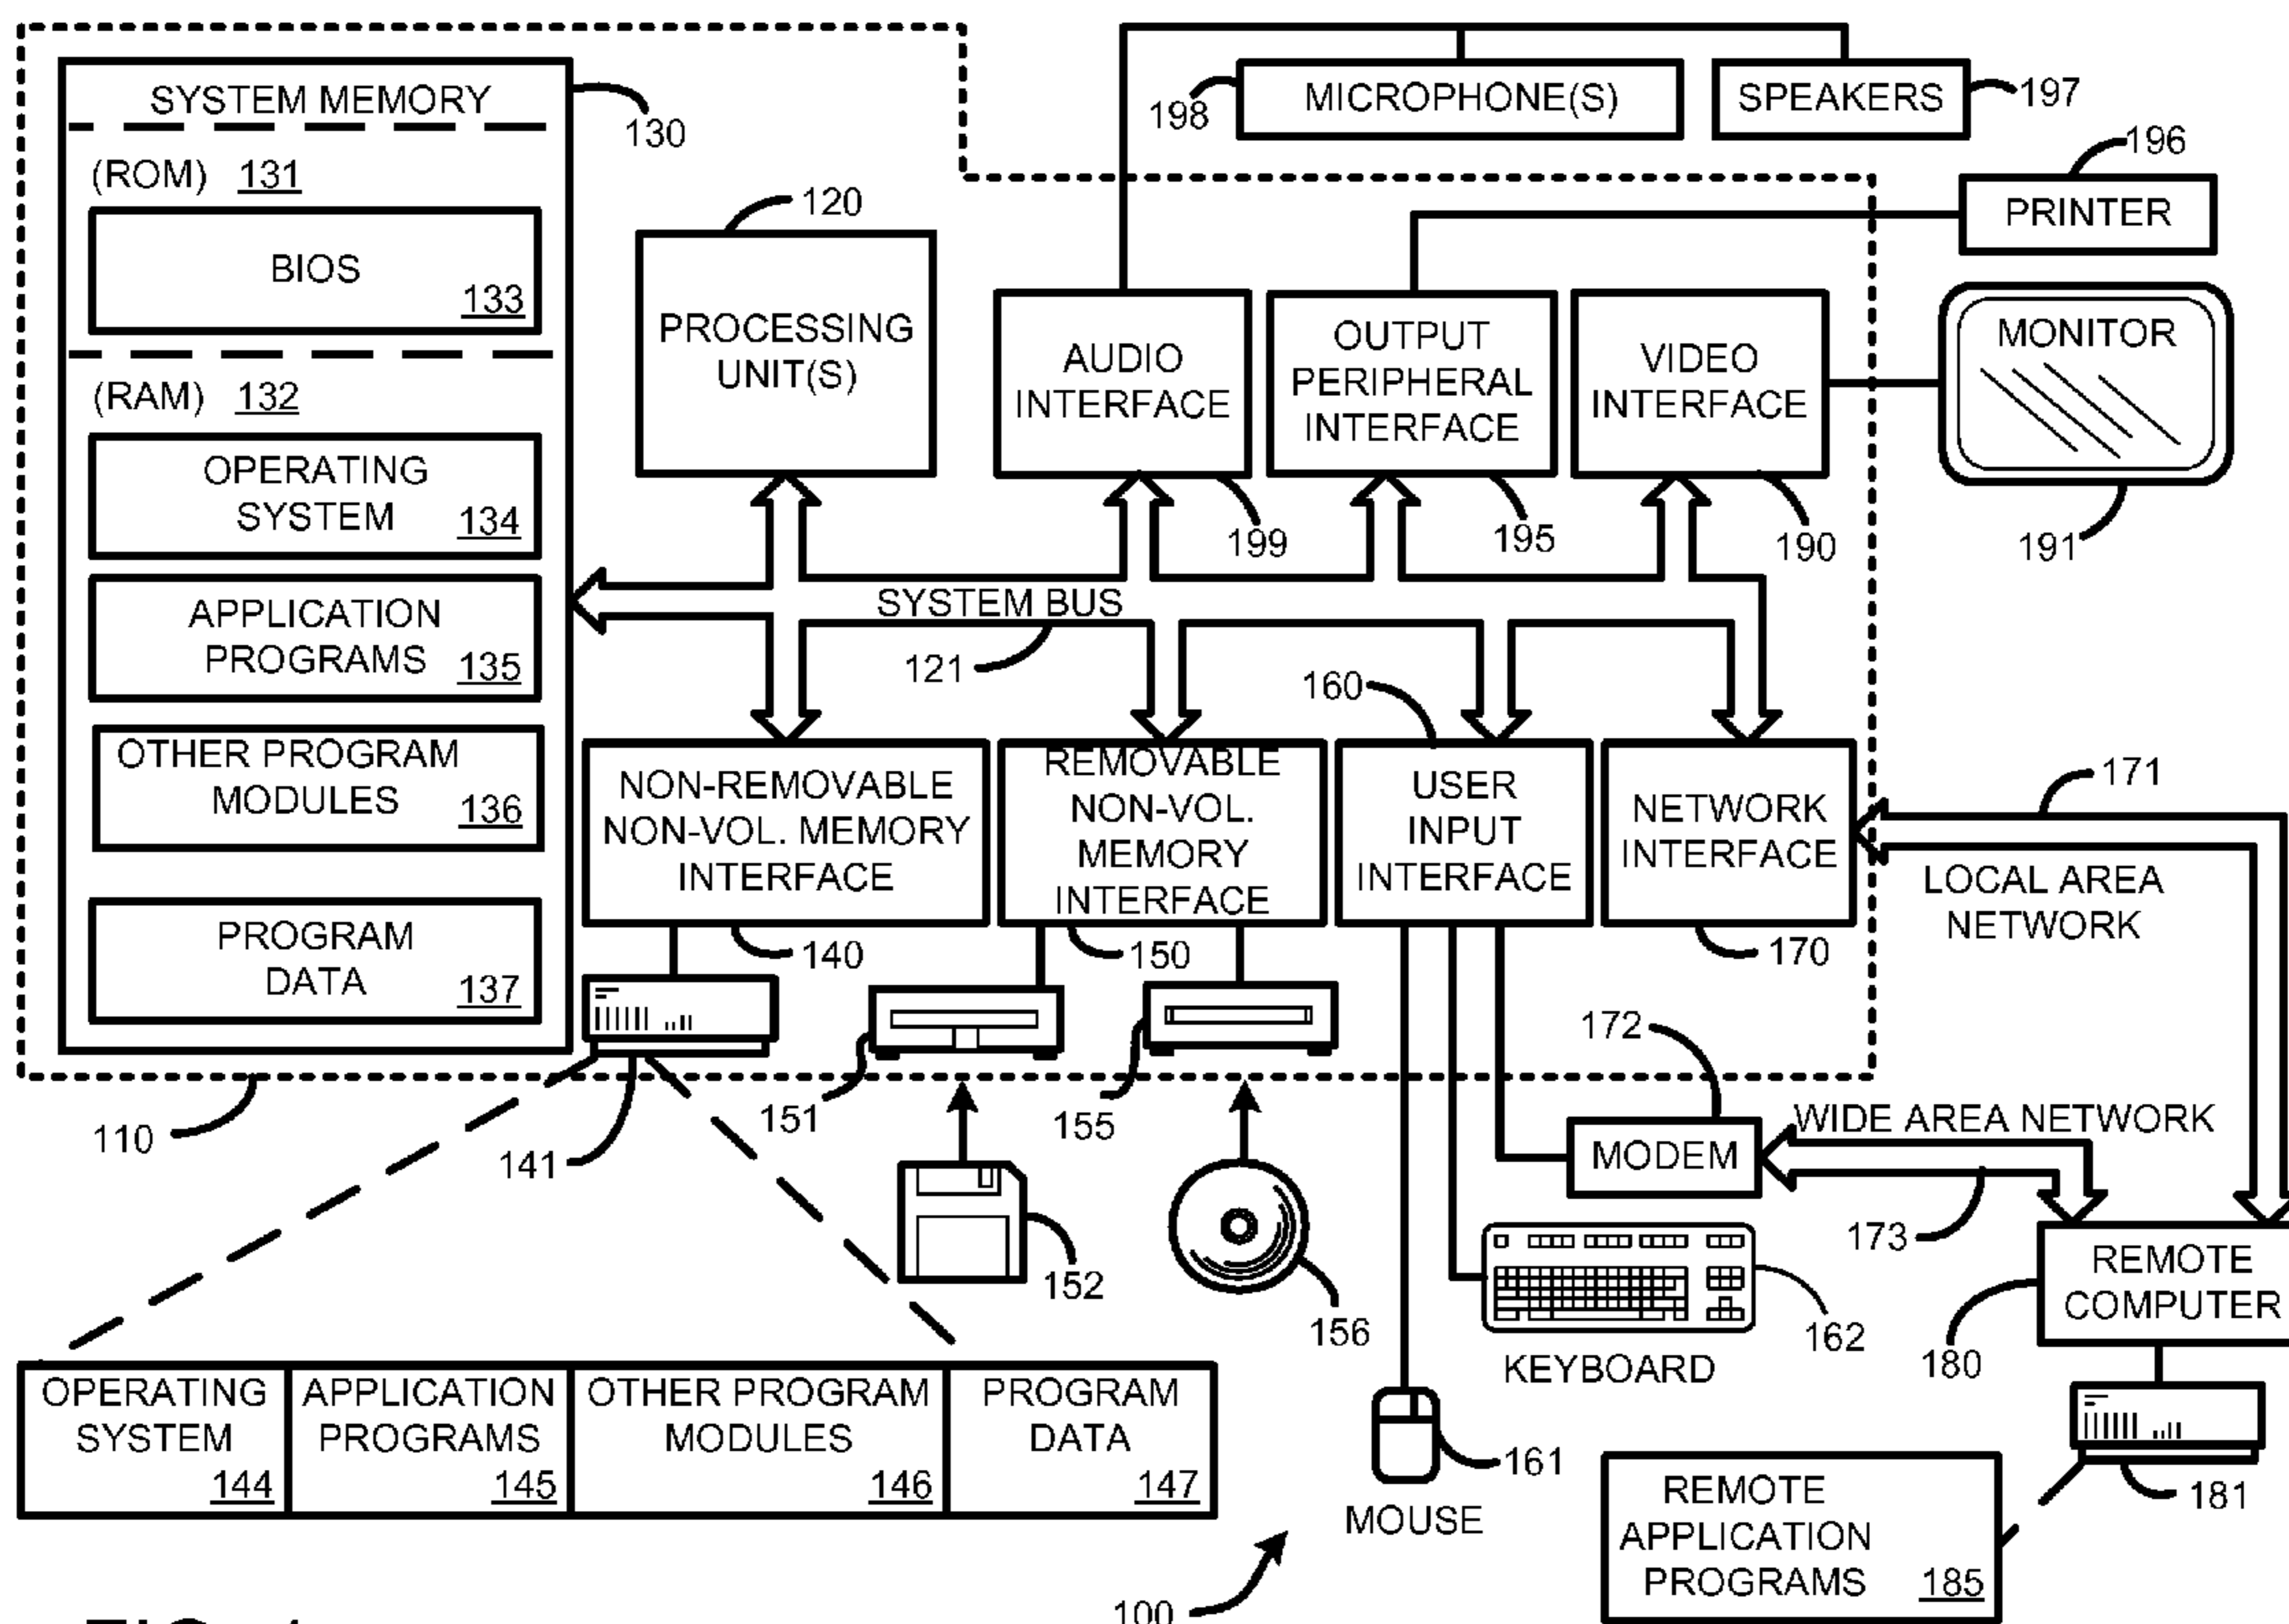 SYSTEM MEMORY
130
(ROM) 131
BIOS
133
(RAM) 132
OPERATING
SYSTEM
134
APPLICATION
PROGRAMS
135
OTHER PROGRAM
MODULES
136
PROGRAM
DATA
137
120
PROCESSING
UNIT(S)
198
MICROPHONE(S)
SPEAKERS
197
196
PRINTER
AUDIO
INTERFACE
199
OUTPUT
PERIPHERAL
INTERFACE
195
VIDEO
INTERFACE
190
MONITOR
191
SYSTEM BUS
121
NON-REMOVABLE
NON-VOL. MEMORY
INTERFACE
140
REMOVABLE
NON-VOL.
MEMORY
INTERFACE
150
160
USER
INPUT
INTERFACE
NETWORK
INTERFACE
170
171
LOCAL AREA
NETWORK
110
141
151
155
152
156
172
MODEM
WIDE AREA NETWORK
173
162
KEYBOARD
161
MOUSE
REMOTE
COMPUTER
180
181
OPERATING
SYSTEM
144
APPLICATION
PROGRAMS
145
OTHER PROGRAM
MODULES
146
PROGRAM
DATA
147
REMOTE
APPLICATION
PROGRAMS
185
100